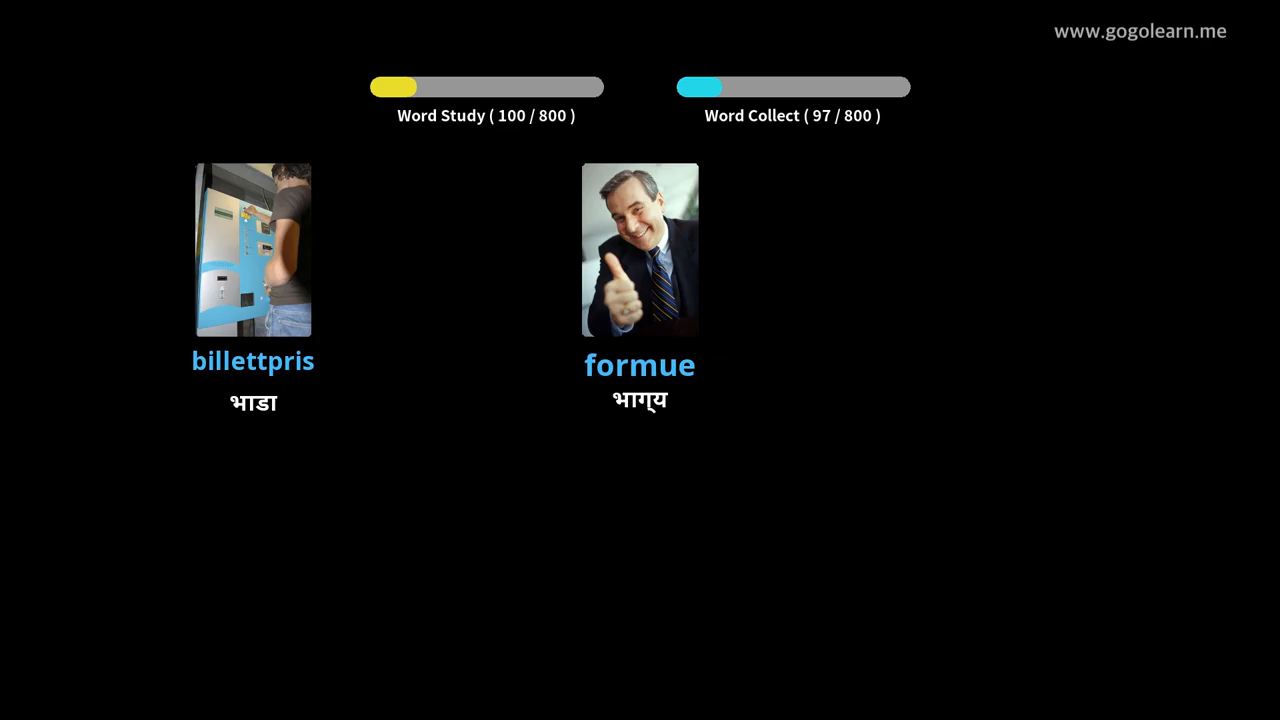 www.gogolearn.me
Word Study ( 100 / 800 )
Word Collect ( 97 / 800 )
billettpris
भाडा
formue
भाग्‍य